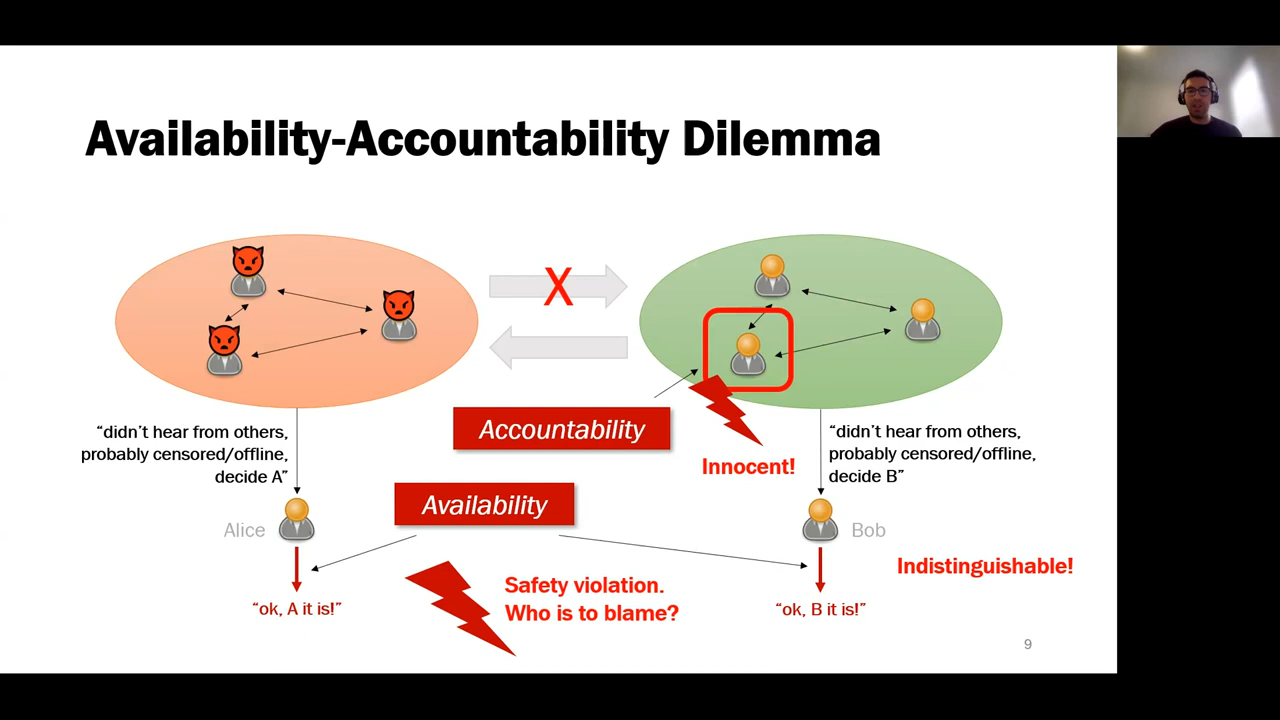 Availability-Accountability Dilemma
X
Accountability
Innocent!
“didn’t hear from others,
probably censored/offline,
decide A”
“didn’t hear from others,
probably censored/offline,
decide B”
Availability
Alice
Bob
Indistinguishable!
Safety violation.
Who is to blame?
“ok, A it is!”
“ok, B it is!”
9